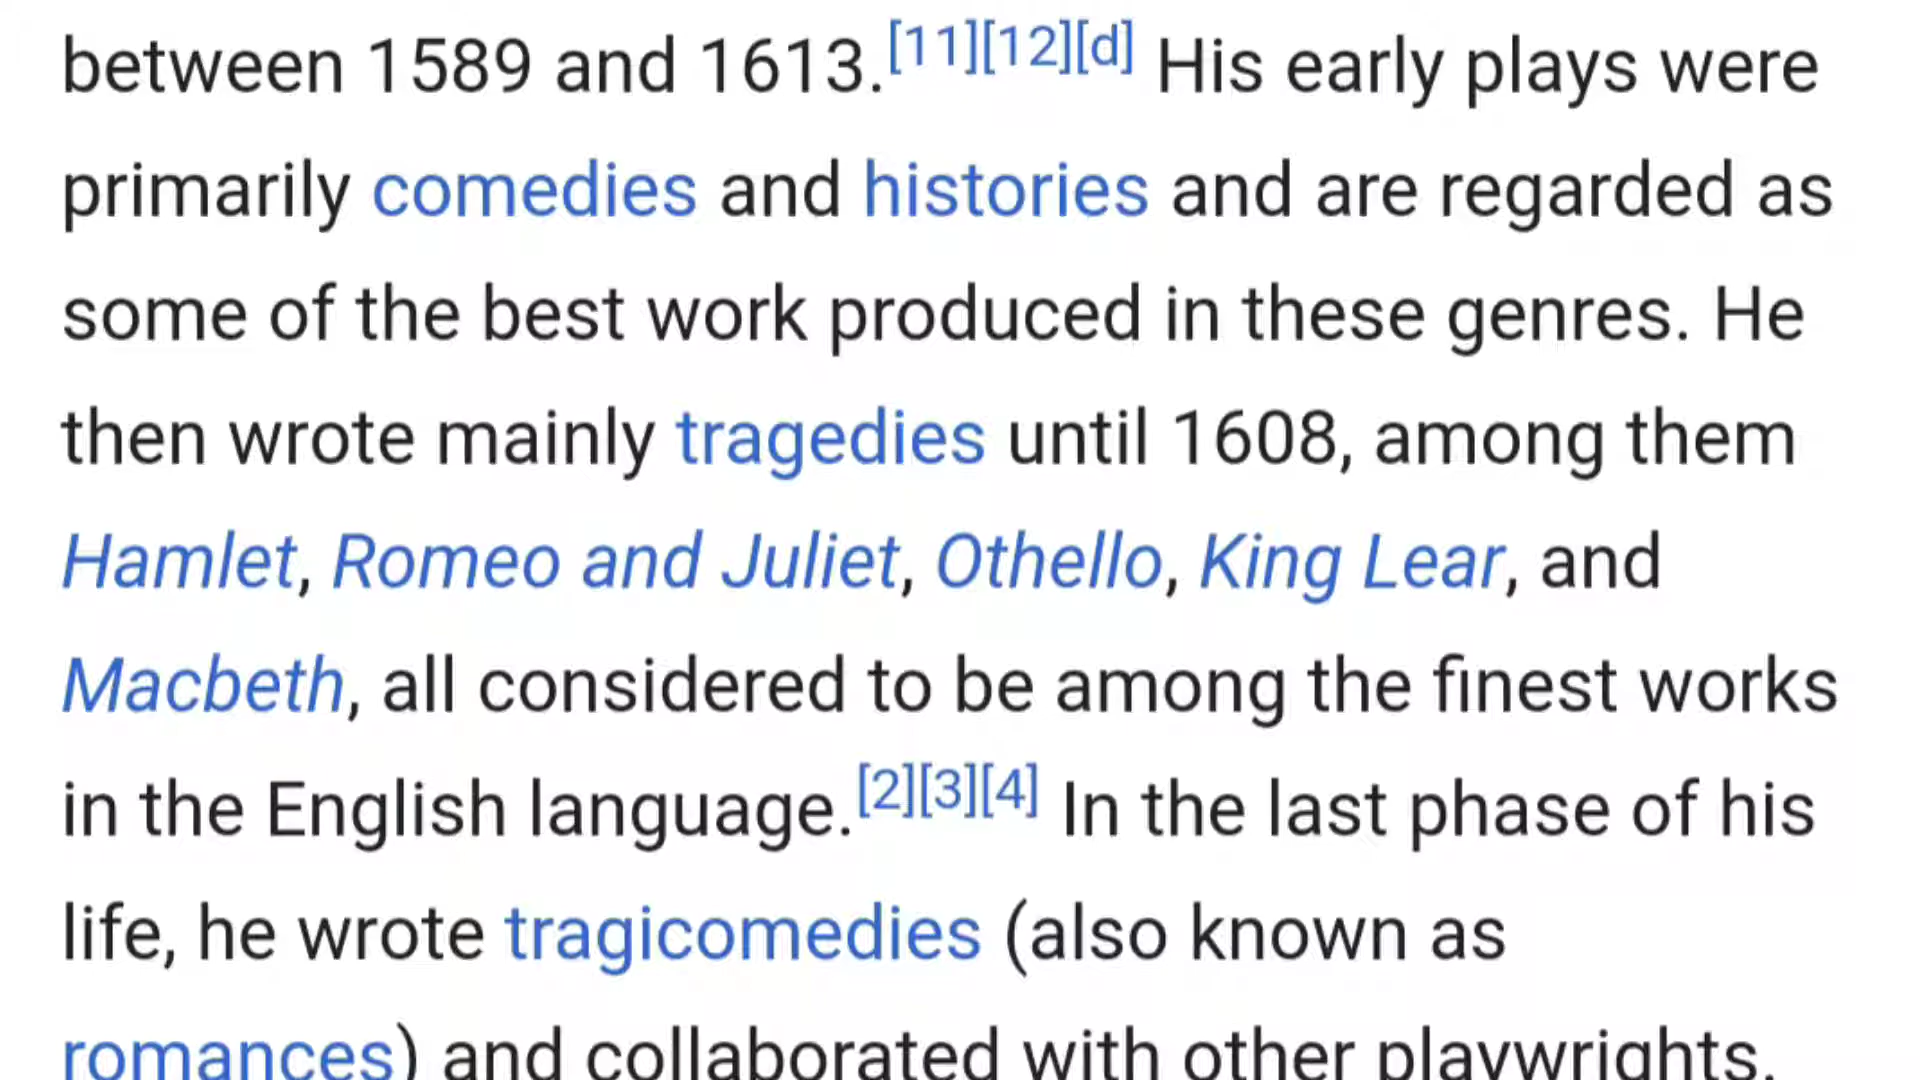 between 1589 and 1613.[11][12][d] His early plays were
primarily comedies and histories and are regarded as
some of the best work produced in these genres. He
then wrote mainly tragedies until 1608, among them
Hamlet, Romeo and Juliet, Othello, King Lear, and
Macbeth, all considered to be among the finest works
in the English language.[2][3][4] In the last phase of his
life, he wrote tragicomedies (also known as
romances) and collaborated with other playwrights.